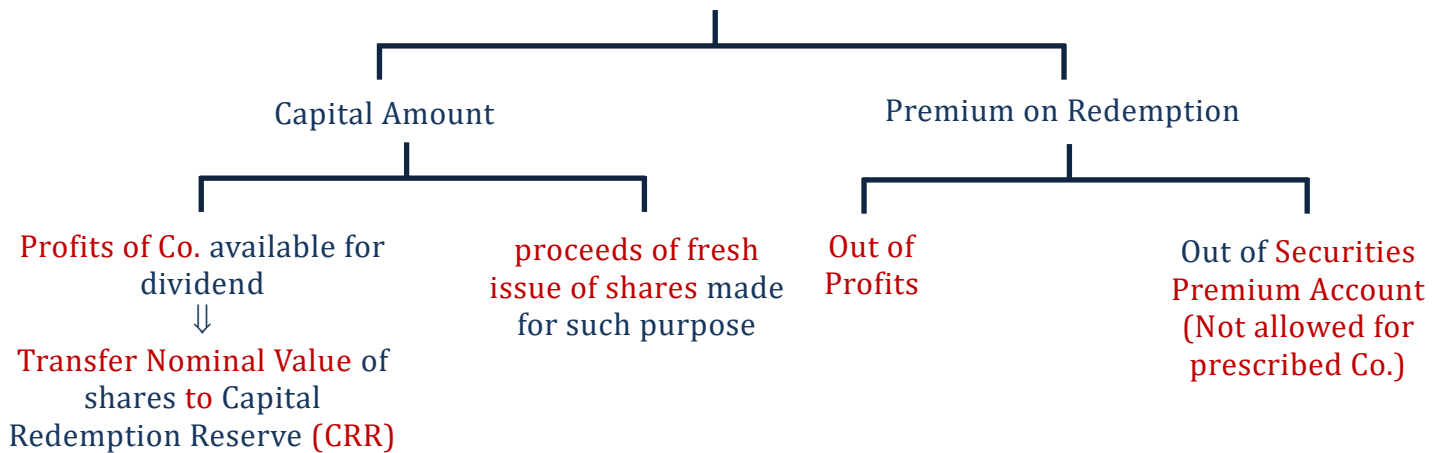 Capital Amount
Premium on Redemption
Profits of Co. available for
dividend
⇓
Transfer Nominal Value of
shares to Capital
Redemption Reserve (CRR)
proceeds of fresh
issue of shares made
for such purpose
Out of
Profits
Out of Securities
Premium Account
(Not allowed for
prescribed Co.)